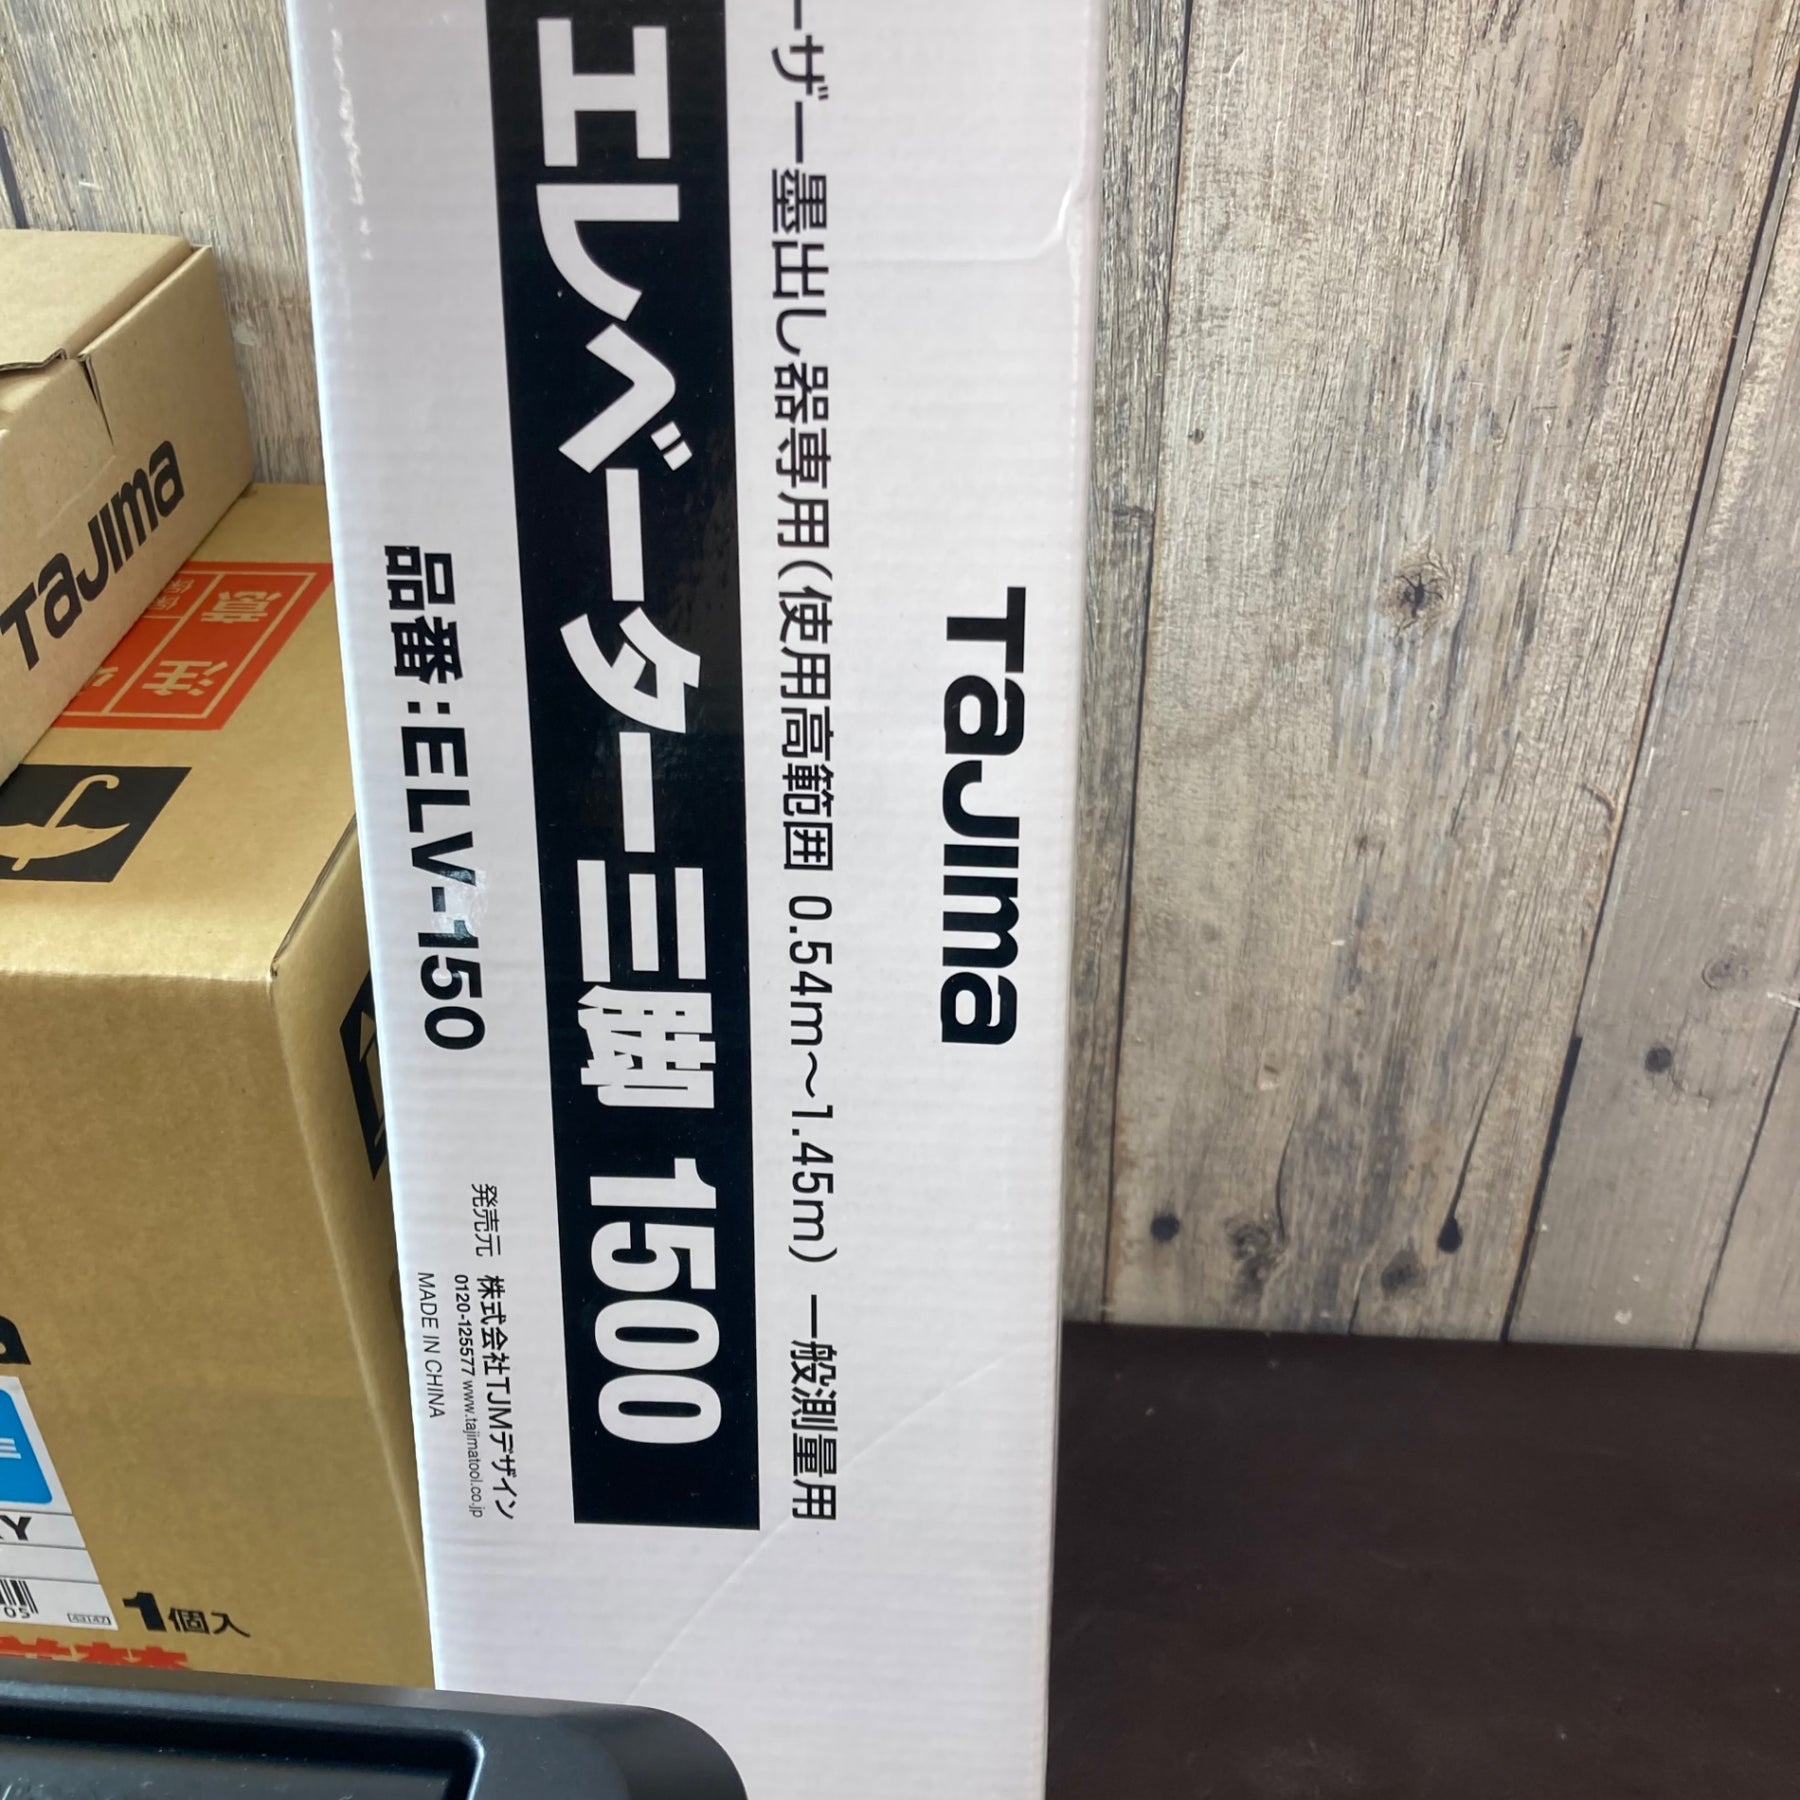 Tajima
ーザー墨出し器専用(使用高範囲 0.54m～1.45m) 一般測量用
エレベーター三脚 1500
品番:ELV-150
発売元 株式会社TJMデザイン
0120-125577 www.tajimatool.co.jp
MADE IN CHINA
Tajima
注意
1個入